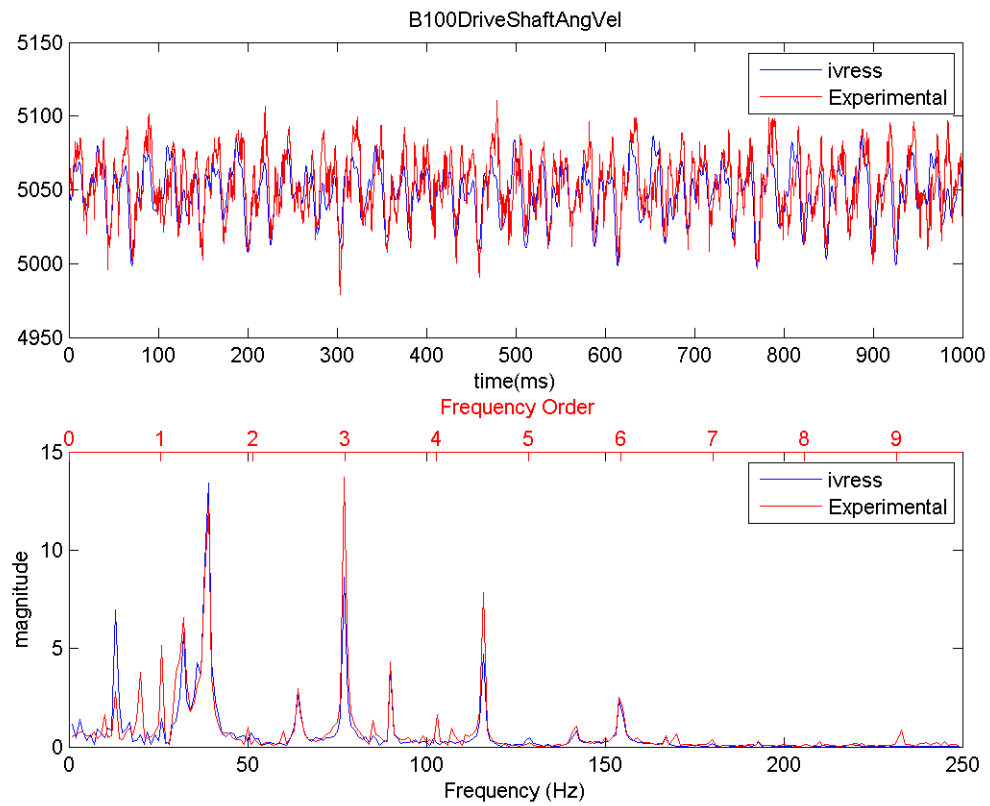 B100DriveShaftAngVel
5150
5100
5050
5000
4950
ivress
Experimental
0 100 200 300 400 500 600 700 800 900 1000
time(ms)
Frequency Order
0 1 2 3 4 5 6 7 8 9
15
10
5
0
magnitude
ivress
Experimental
0 50 100 150 200 250
Frequency (Hz)